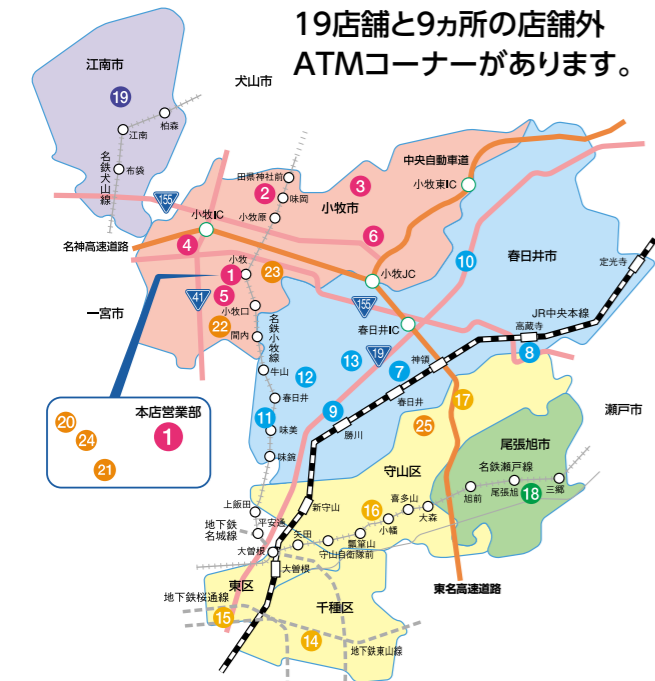 19店舗と9ヵ所の店舗外
ATMコーナーがあります。
江南市
犬山市
19
柏森
江南
名鉄犬山線
布袋
中央自動車道
田県神社前
3
小牧東IC
2
味岡
155
小牧市
小牧IC
小牧原
6
4
名神高速道路
春日井市
10
定光寺
小牧
23
小牧JC
1
5
41
155
JR中央本線
一宮市
小牧口
高蔵寺
22
名鉄小牧線
春日井IC
間内
13
19
神領
8
牛山
12
7
17
本店営業部
春日井
春日井
瀬戸市
20
1
11
9
25
尾張旭市
24
味美
勝川
名鉄瀬戸線
21
味鋺
守山区
三郷
尾張旭
18
旭前
上飯田
新守山
16
喜多山
大森
地下鉄
名城線
平安通
小幡
矢田
瓢箪山
大曽根
守山自衛隊前
大曽根
東区
東名高速道路
地下鉄桜通線
千種区
15
14
地下鉄東山線